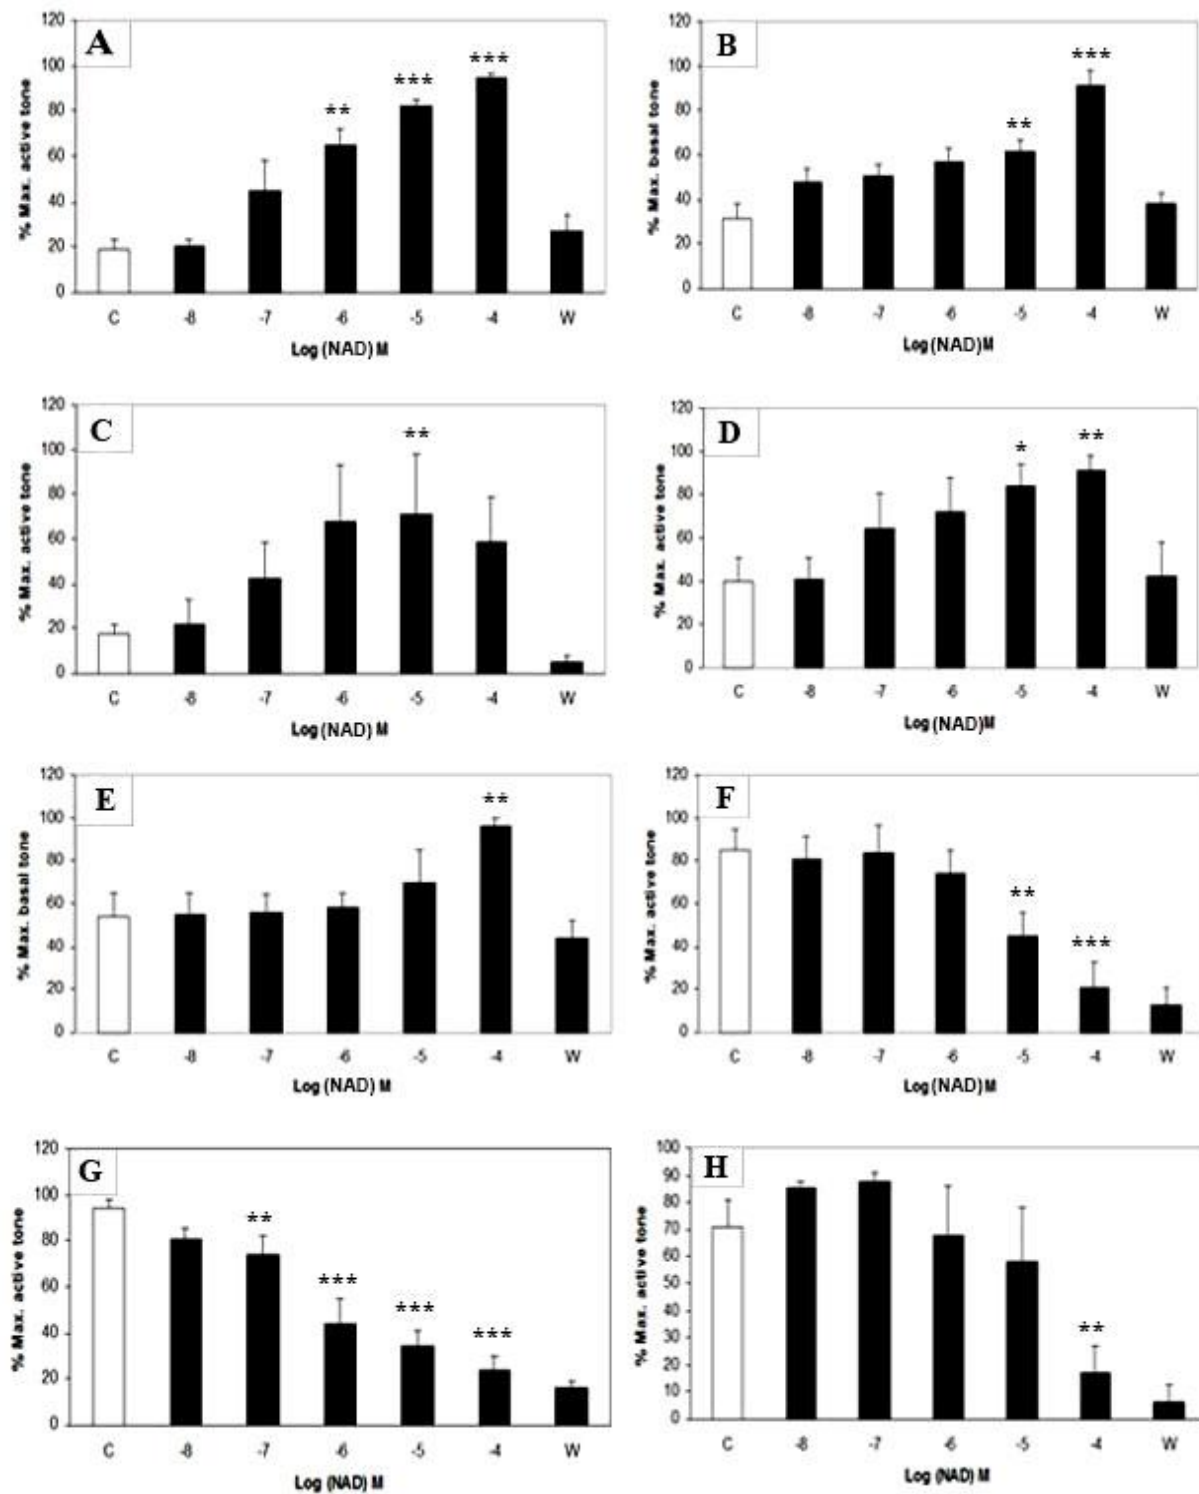 A
% Max. active tone
120
100
80
60
40
20
0
** *** ***
C -8 -7 -6 -5 -4 W
Log (NAD) M
B
% Max. basal tone
120
100
80
60
40
20
0
** ***
C -8 -7 -6 -5 -4 W
Log (NAD) M
C
% Max. active tone
120
100
80
60
40
20
0
**
C -8 -7 -6 -5 -4 W
Log (NAD) M
D
% Max. active tone
120
100
80
60
40
20
0
* **
C -8 -7 -6 -5 -4 W
Log (NAD)M
E
% Max. basal tone
120
100
80
60
40
20
0
**
C -8 -7 -6 -5 -4 W
Log (NAD) M
F
% Max. active tone
120
100
80
60
40
20
0
** ***
C -8 -7 -6 -5 -4 W
Log (NAD) M
G
% Max. active tone
120
100
80
60
40
20
0
** *** *** ***
C -8 -7 -6 -5 -4 W
Log (NAD) M
H
% Max. active tone
100
90
80
70
60
50
40
30
20
10
0
**
C -8 -7 -6 -5 -4 W
Log (NAD) M